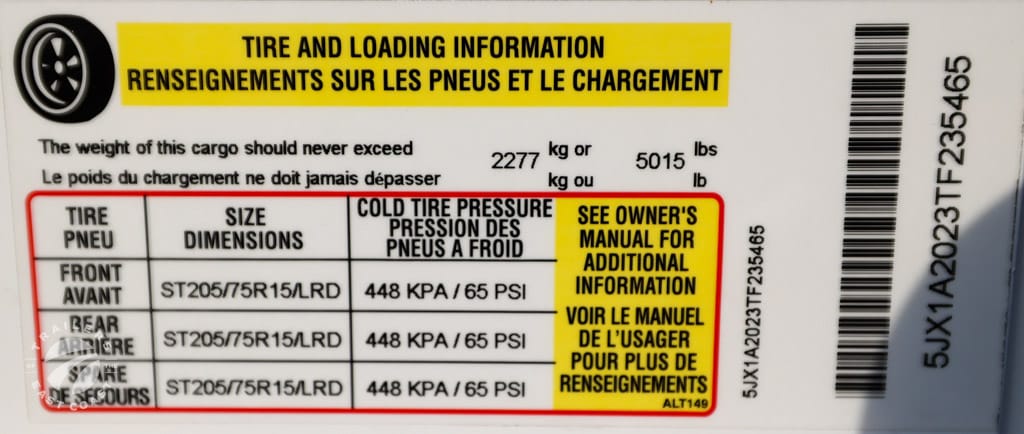 TIRE AND LOADING INFORMATION
RENSEIGNEMENTS SUR LES PNEUS ET LE CHARGEMENT
The weight of this cargo should never exceed 2277 kg or 5015 lbs
Le poids du chargement ne doit jamais dépasser kg ou lb
TIRE
PNEU
SIZE
DIMENSIONS
COLD TIRE PRESSURE
PRESSION DES
PNEUS A FROID
FRONT
AVANT
ST205/75R15/LRD
448 KPA / 65 PSI
REAR
ARRIERE
ST205/75R15/LRD
448 KPA / 65 PSI
SPARE
DE SECOURS
ST205/75R15/LRD
448 KPA / 65 PSI
SEE OWNER'S
MANUAL FOR
ADDITIONAL
INFORMATION
VOIR LE MANUEL
DE L'USAGER
POUR PLUS DE
RENSEIGNEMENTS
ALT149
5JX1A2023TF235465
5JX1A2023TF235465